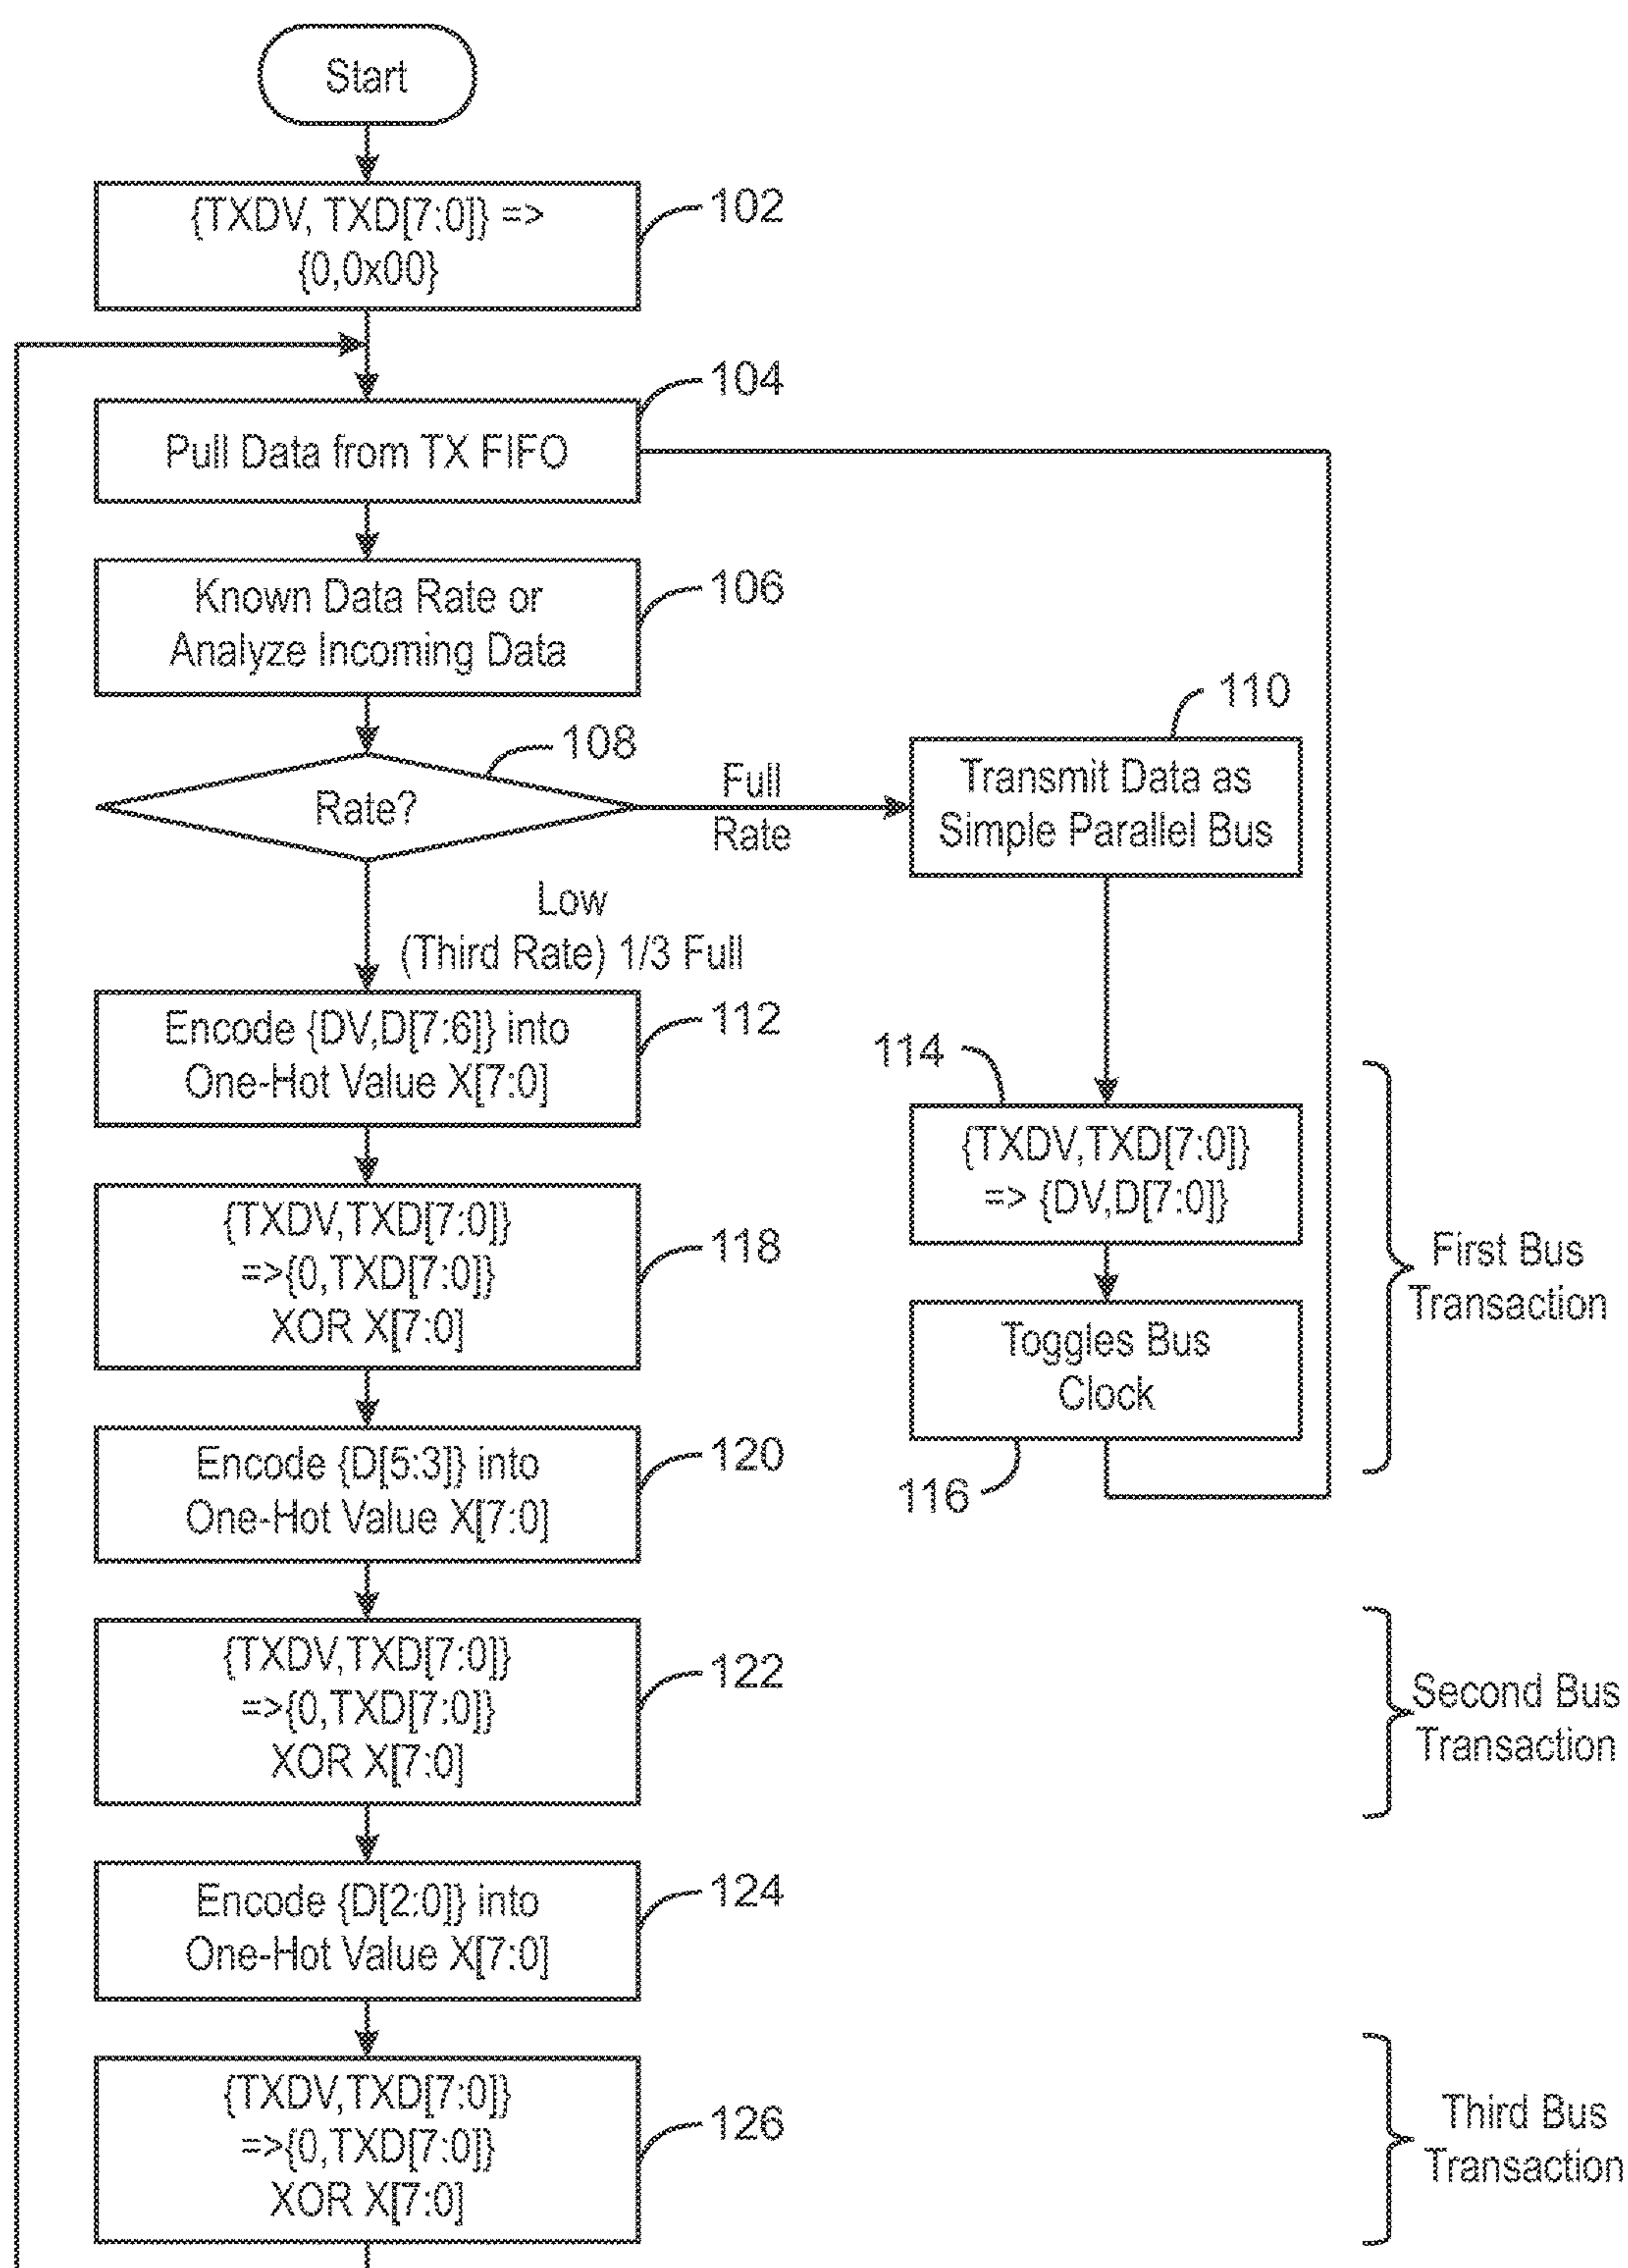 Start
{TXDV, TXD[7:0]} =>
{0,0x00}
102
104
Pull Data from TX FIFO
Known Data Rate or
Analyze Incoming Data
106
108
Rate?
Full
Rate
110
Transmit Data as
Simple Parallel Bus
Low
(Third Rate) 1/3 Full
Encode {DV,D[7:6]} into
One-Hot Value X[7:0]
112
114
{TXDV,TXD[7:0]}
=> {DV,D[7:0]}
First Bus
Transaction
{TXDV,TXD[7:0]}
=>{0,TXD[7:0]}
XOR X[7:0]
118
Toggles Bus
Clock
116
Encode {D[5:3]} into
One-Hot Value X[7:0]
120
{TXDV,TXD[7:0]}
=>{0,TXD[7:0]}
XOR X[7:0]
122
Second Bus
Transaction
Encode {D[2:0]} into
One-Hot Value X[7:0]
124
{TXDV,TXD[7:0]}
=>{0,TXD[7:0]}
XOR X[7:0]
126
Third Bus
Transaction